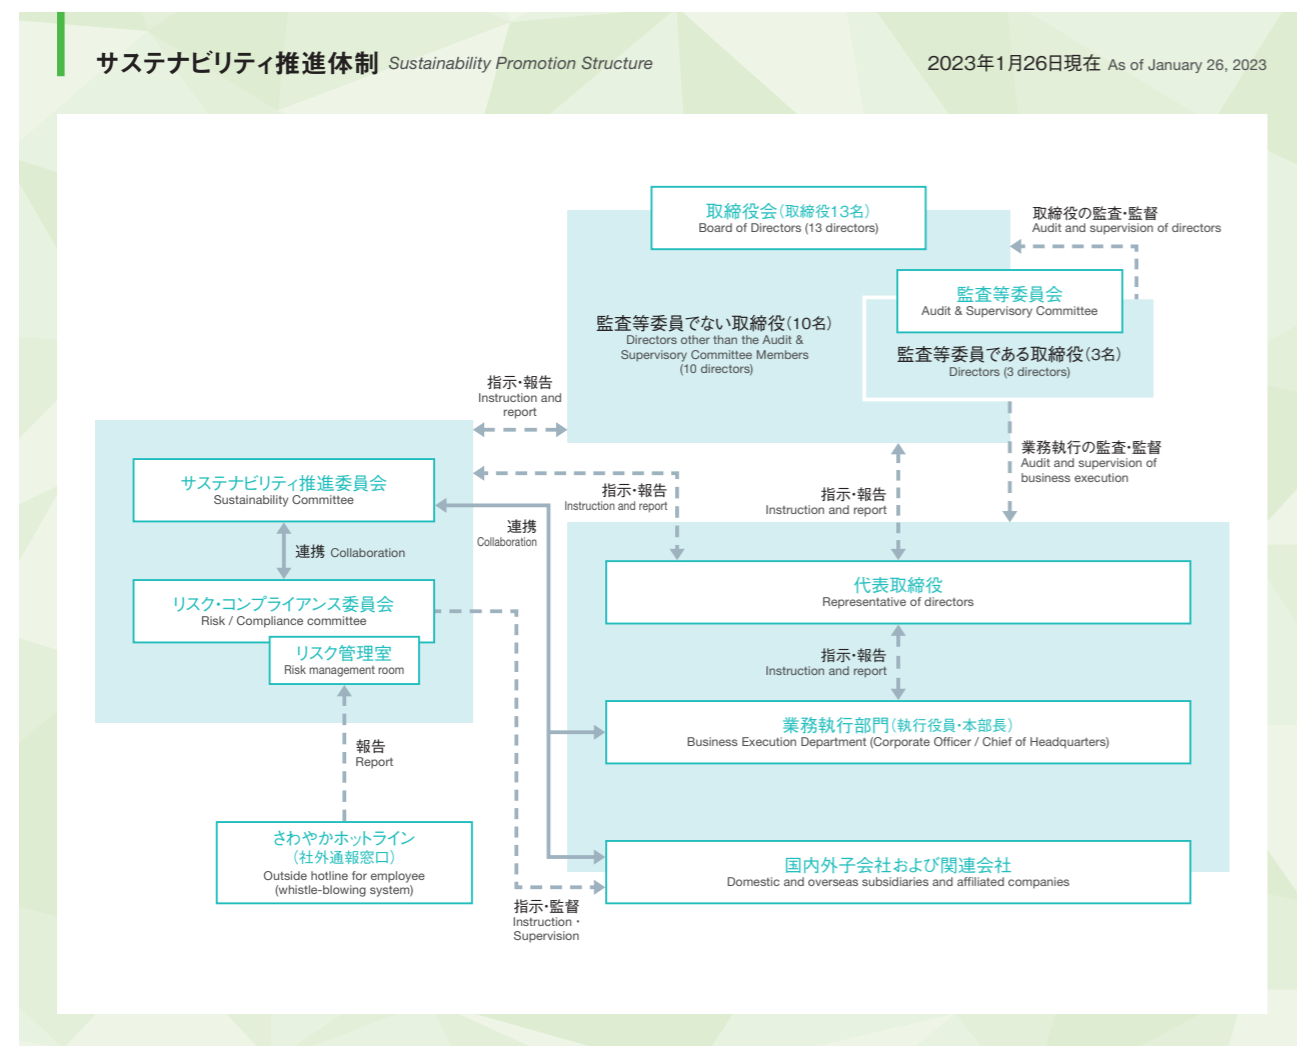 サステナビリティ推進体制 Sustainability Promotion Structure
2023年1月26日現在 As of January 26, 2023
取締役会(取締役13名)
Board of Directors (13 directors)
取締役の監査・監督
Audit and supervision of directors
監査等委員会
Audit & Supervisory Committee
監査等委員でない取締役(10名)
Directors other than the Audit &
Supervisory Committee Members
(10 directors)
監査等委員である取締役(3名)
Directors (3 directors)
指示・報告
Instruction and
report
業務執行の監査・監督
Audit and supervision of
business execution
サステナビリティ推進委員会
Sustainability Committee
指示・報告
Instruction and report
指示・報告
Instruction and report
連携
Collaboration
連携 Collaboration
リスク・コンプライアンス委員会
Risk / Compliance committee
リスク管理室
Risk management room
代表取締役
Representative of directors
指示・報告
Instruction and report
業務執行部門(執行役員・本部長)
Business Execution Department (Corporate Officer / Chief of Headquarters)
報告
Report
さわやかホットライン
(社外通報窓口)
Outside hotline for employee
(whistle-blowing system)
国内外子会社および関連会社
Domestic and overseas subsidiaries and affiliated companies
指示・監督
Instruction・
Supervision